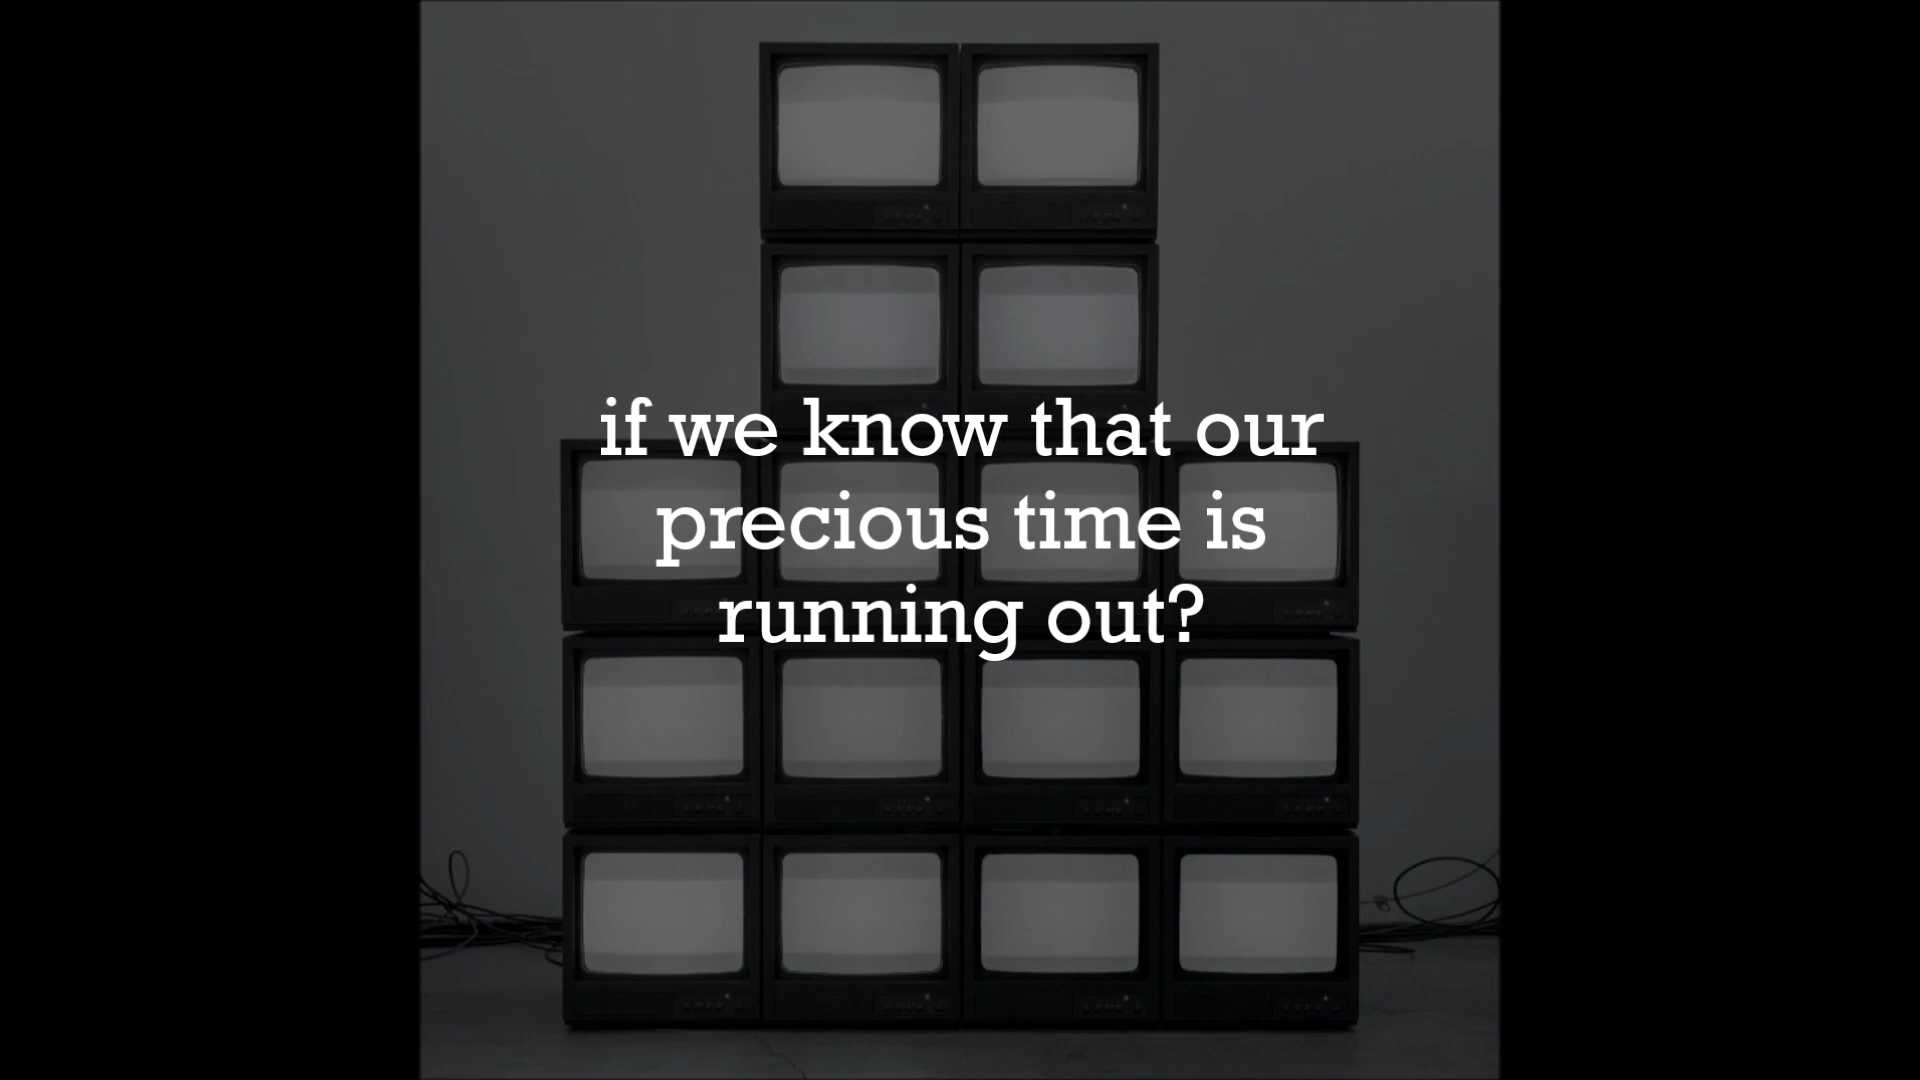 if we know that our
precious time is
running out?